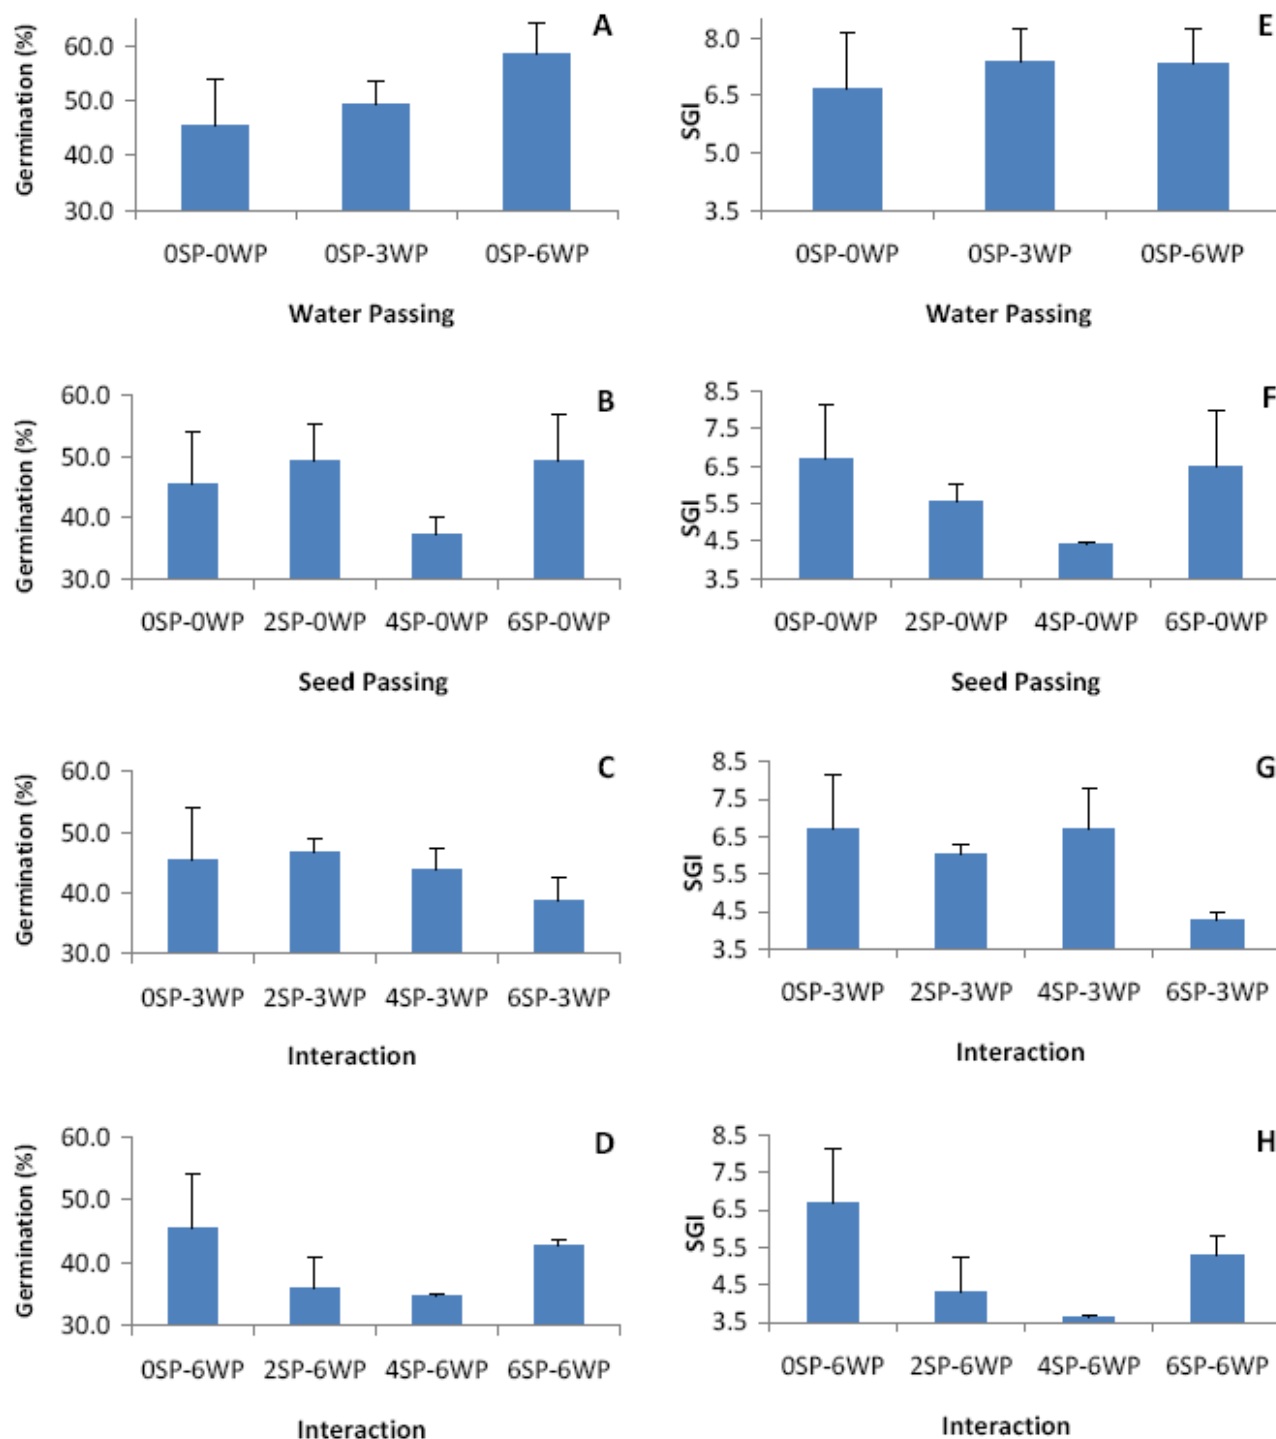 A
Germination (%)
60.0
50.0
40.0
30.0
0SP-0WP 0SP-3WP 0SP-6WP
Water Passing
E
SGI
8.0
6.5
5.0
3.5
0SP-0WP 0SP-3WP 0SP-6WP
Water Passing
B
Germination (%)
60.0
50.0
40.0
30.0
0SP-0WP 2SP-0WP 4SP-0WP 6SP-0WP
Seed Passing
F
SGI
8.5
7.5
6.5
5.5
4.5
3.5
0SP-0WP 2SP-0WP 4SP-0WP 6SP-0WP
Seed Passing
C
Germination (%)
60.0
50.0
40.0
30.0
0SP-3WP 2SP-3WP 4SP-3WP 6SP-3WP
Interaction
G
SGI
8.5
7.5
6.5
5.5
4.5
3.5
0SP-3WP 2SP-3WP 4SP-3WP 6SP-3WP
Interaction
D
Germination (%)
60.0
50.0
40.0
30.0
0SP-6WP 2SP-6WP 4SP-6WP 6SP-6WP
Interaction
H
SGI
8.5
7.5
6.5
5.5
4.5
3.5
0SP-6WP 2SP-6WP 4SP-6WP 6SP-6WP
Interaction